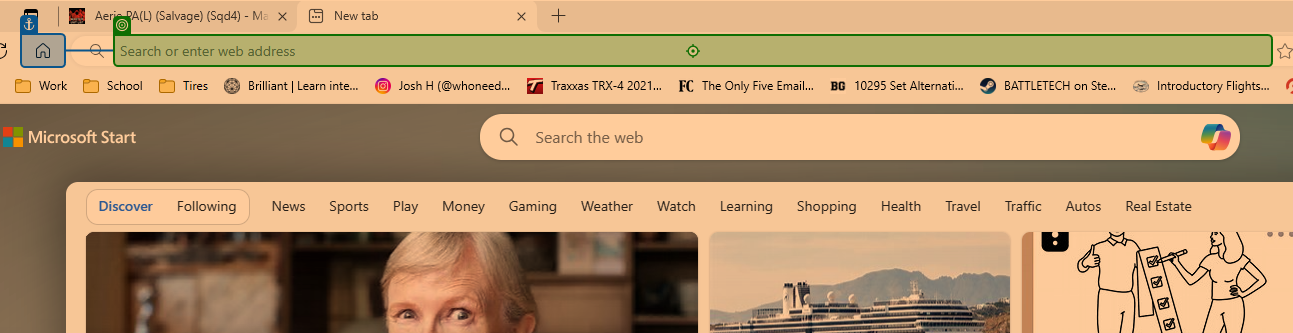 Aerie PA(L) (Salvage) (Sqd4) - Ma
New tab
Search or enter web address
Work
School
Tires
Brilliant | Learn inte...
Josh H (@whoneed...
Traxxas TRX-4 2021...
FC
The Only Five Email...
BG
10295 Set Alternati...
BATTLETECH on Ste...
Introductory Flights...
Microsoft Start
Search the web
Discover
Following
News
Sports
Play
Money
Gaming
Weather
Watch
Learning
Shopping
Health
Travel
Traffic
Autos
Real Estate